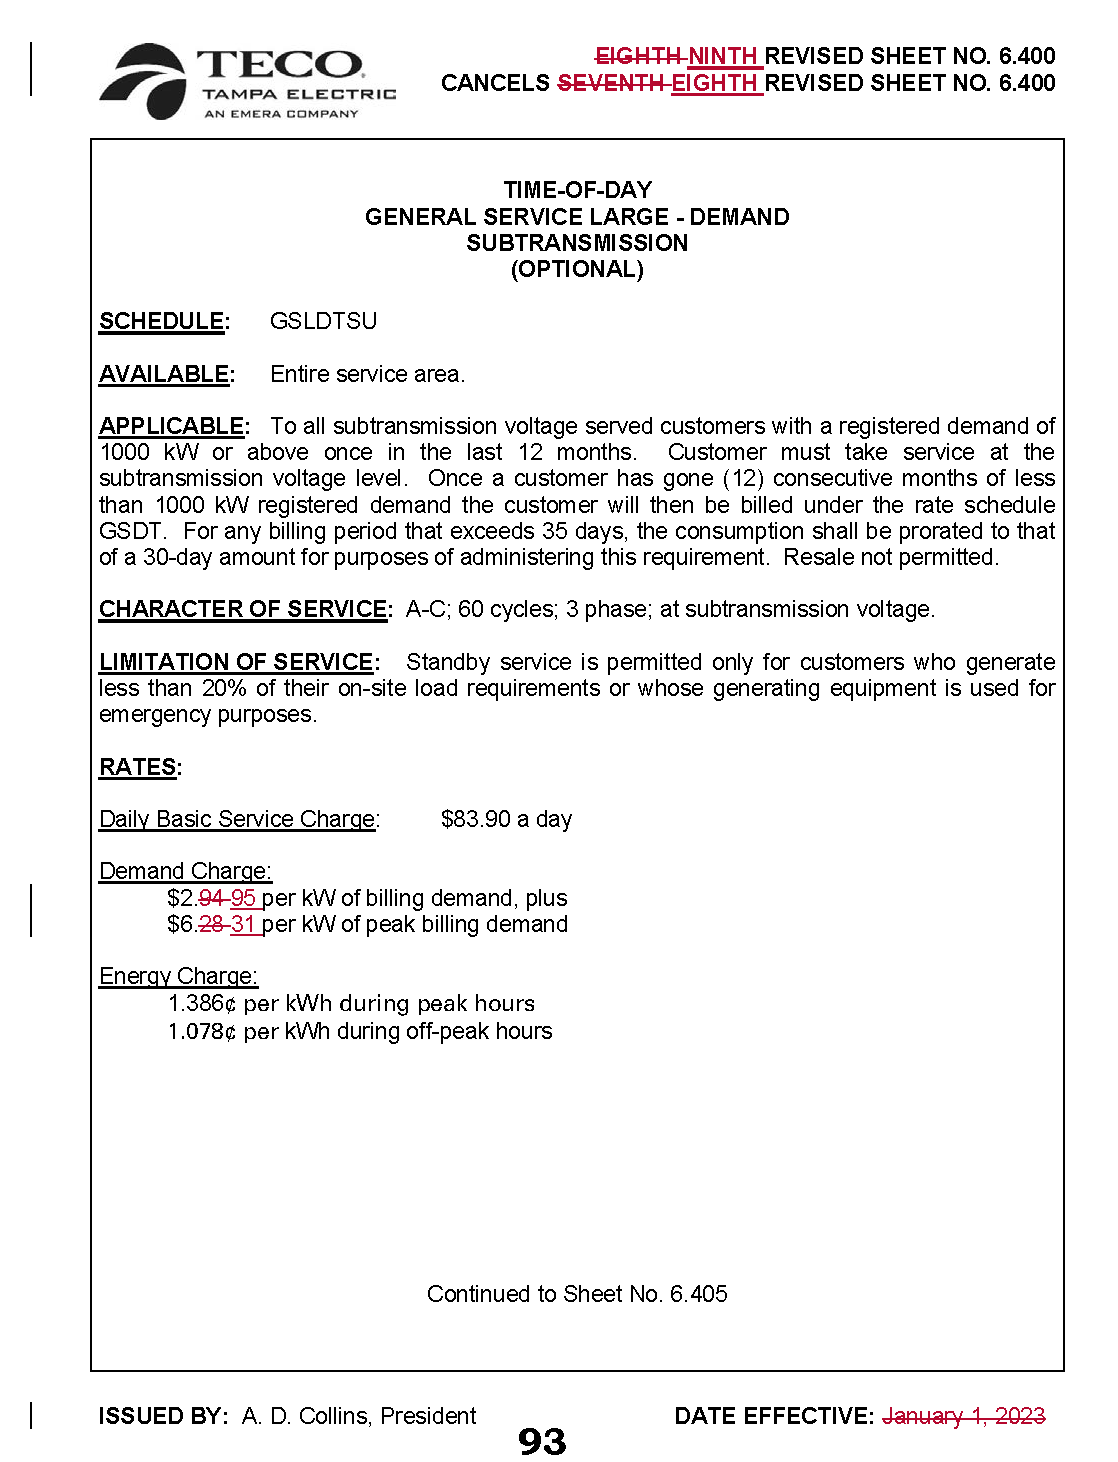 TECO
TAMPA ELECTRIC
AN EMERA COMPANY
EIGHTH NINTH REVISED SHEET NO. 6.400
CANCELS SEVENTH EIGHTH REVISED SHEET NO. 6.400
TIME-OF-DAY
GENERAL SERVICE LARGE - DEMAND
SUBTRANSMISSION
(OPTIONAL)
SCHEDULE: GSLDTSU
AVAILABLE: Entire service area.
APPLICABLE: To all subtransmission voltage served customers with a registered demand of
1000 kW or above once in the last 12 months. Customer must take service at the
subtransmission voltage level. Once a customer has gone (12) consecutive months of less
than 1000 kW registered demand the customer will then be billed under the rate schedule
GSDT. For any billing period that exceeds 35 days, the consumption shall be prorated to that
of a 30-day amount for purposes of administering this requirement. Resale not permitted.
CHARACTER OF SERVICE: A-C; 60 cycles; 3 phase; at subtransmission voltage.
LIMITATION OF SERVICE: Standby service is permitted only for customers who generate
less than 20% of their on-site load requirements or whose generating equipment is used for
emergency purposes.
RATES:
Daily Basic Service Charge: $83.90 a day
Demand Charge:
$2.94 95 per kW of billing demand, plus
$6.28 31 per kW of peak billing demand
Energy Charge:
1.386¢ per kWh during peak hours
1.078¢ per kWh during off-peak hours
Continued to Sheet No. 6.405
ISSUED BY: A. D. Collins, President DATE EFFECTIVE: January 1, 2023
93